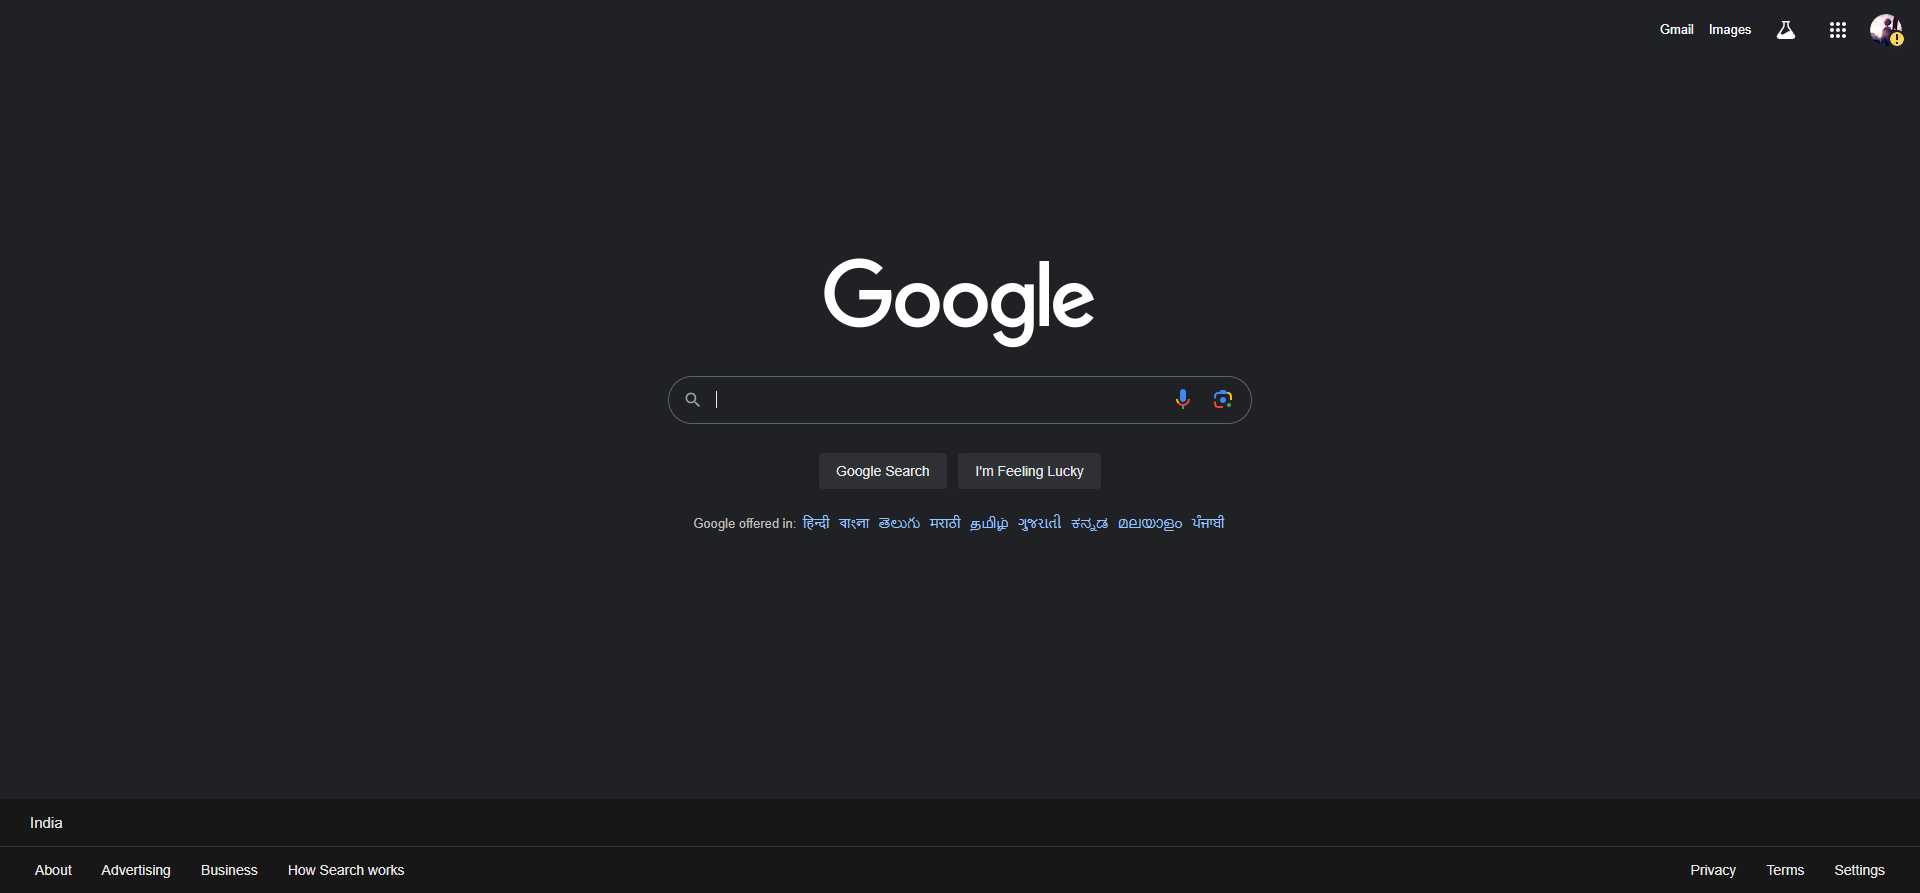 Gmail Images
Google
Google Search I'm Feeling Lucky
Google offered in: हिन्दी বাংলা తెలుగు मराठी தமிழ் ગુજરાતી ಕನ್ನಡ മലയാളം ਪੰਜਾਬੀ
India
About Advertising Business How Search works Privacy Terms Settings